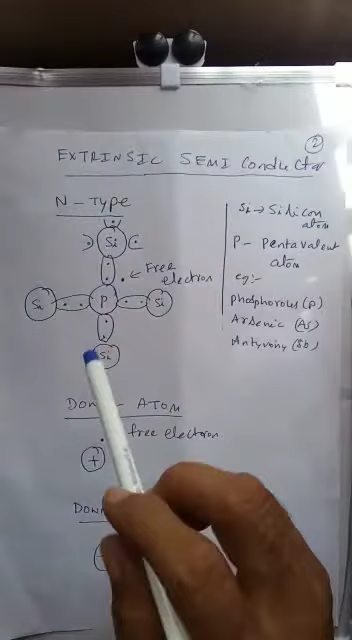 2
EXTRINSIC SEMI Conductor
N - TYPE
Si
Free
electron
Si
P
Si
Si
Si → Silicon
atom
P - Pentavalent
atom
eg:-
Phosphorous (P)
Arsenic (As)
Antymony (Sb)
ATOM
free electron
+